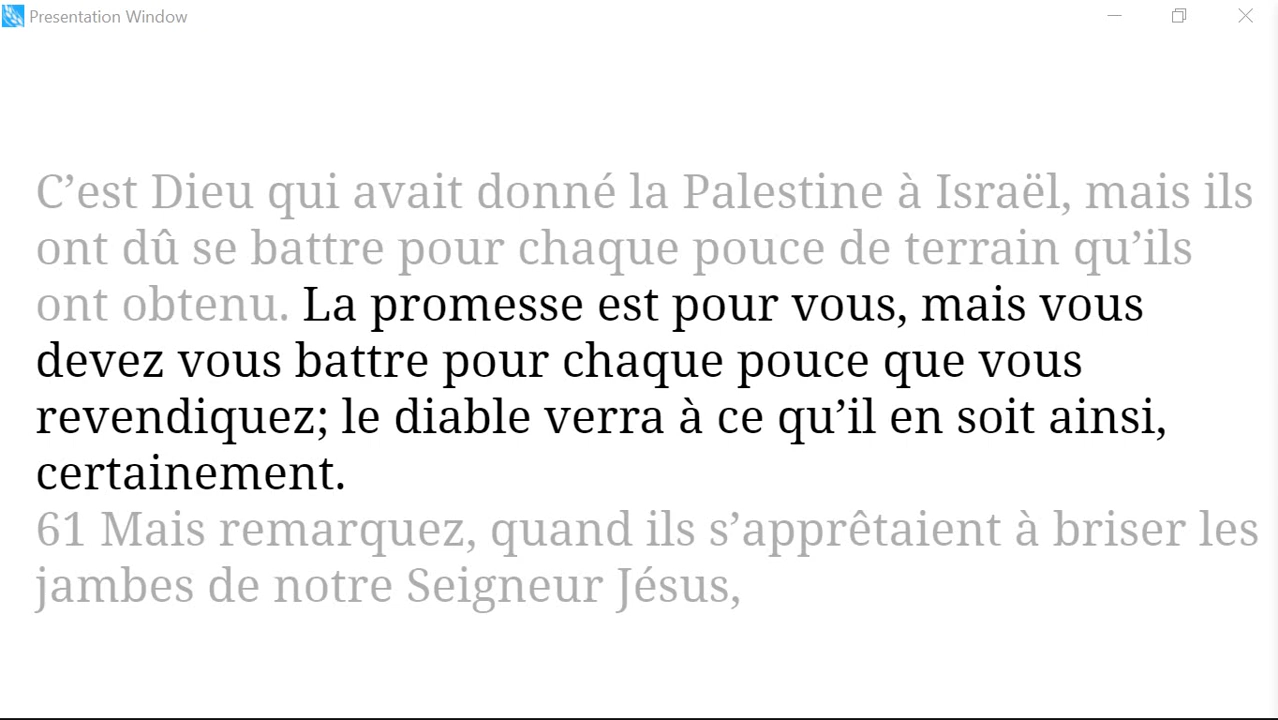 Presentation Window
C’est Dieu qui avait donné la Palestine à Israël, mais ils
ont dû se battre pour chaque pouce de terrain qu’ils
ont obtenu. La promesse est pour vous, mais vous
devez vous battre pour chaque pouce que vous
revendiquez; le diable verra à ce qu’il en soit ainsi,
certainement.
61 Mais remarquez, quand ils s’apprêtaient à briser les
jambes de notre Seigneur Jésus,